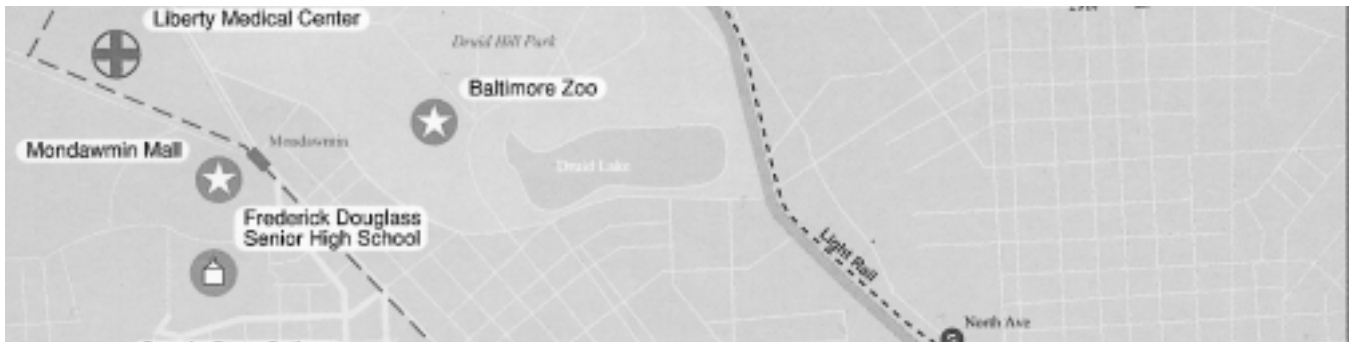 Liberty Medical Center
Druid Hill Park
Baltimore Zoo
Mondawmin
Mondawmin Mall
Druid Lake
Frederick Douglass
Senior High School
Light Rail
North Ave